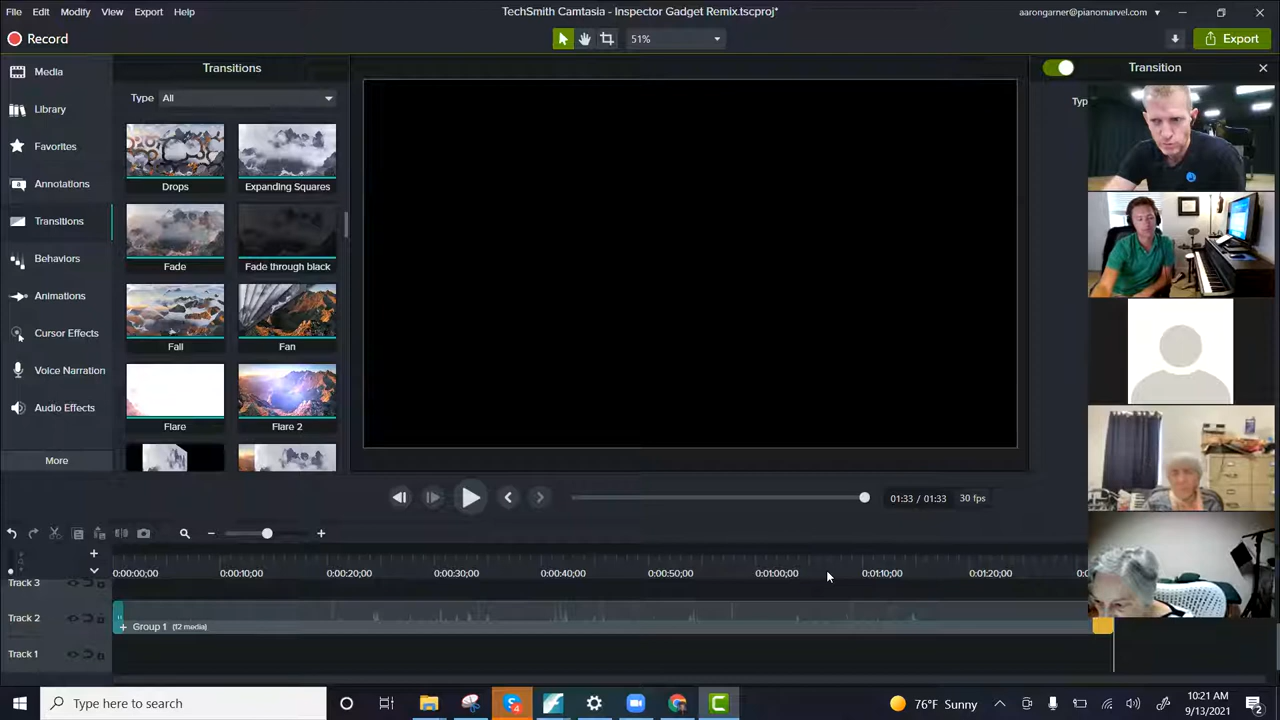 File Edit Modify View Export Help
TechSmith Camtasia - Inspector Gadget Remix.tscproj*
aarongarner@pianomarvel.com
Record
51%
Export
Media
Library
Favorites
Annotations
Transitions
Behaviors
Animations
Cursor Effects
Voice Narration
Audio Effects
More
Transitions
Type All
Drops Expanding Squares
Fade Fade through black
Fall Fan
Flare Flare 2
Transition
Typ
01:33 / 01:33 30 fps
0:00:00;00 0:00:10;00 0:00:20;00 0:00:30;00 0:00:40;00 0:00:50;00 0:01:00;00 0:01:10;00 0:01:20;00
Track 3
Track 2
+ Group 1 (12 media)
Track 1
Type here to search
76°F Sunny
10:21 AM
9/13/2021